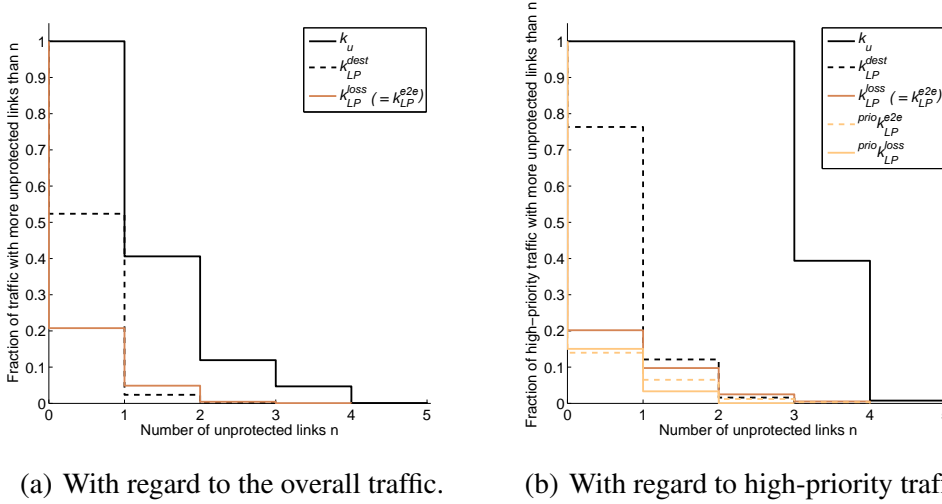 Fraction of traffic with more unprotected links than n
1
0.9
0.8
0.7
0.6
0.5
0.4
0.3
0.2
0.1
0
0 1 2 3 4 5
Number of unprotected links n
k_u
k_LP^dest
k_LP^loss (= k_LP^e2e)
(a) With regard to the overall traffic.
Fraction of high−priority traffic with more unprotected links than n
1
0.9
0.8
0.7
0.6
0.5
0.4
0.3
0.2
0.1
0
0 1 2 3 4
Number of unprotected links n
k_u
k_LP^dest
k_LP^loss (= k_LP^e2e)
prio k_LP^e2e
prio k_LP^loss
(b) With regard to high-priority traf